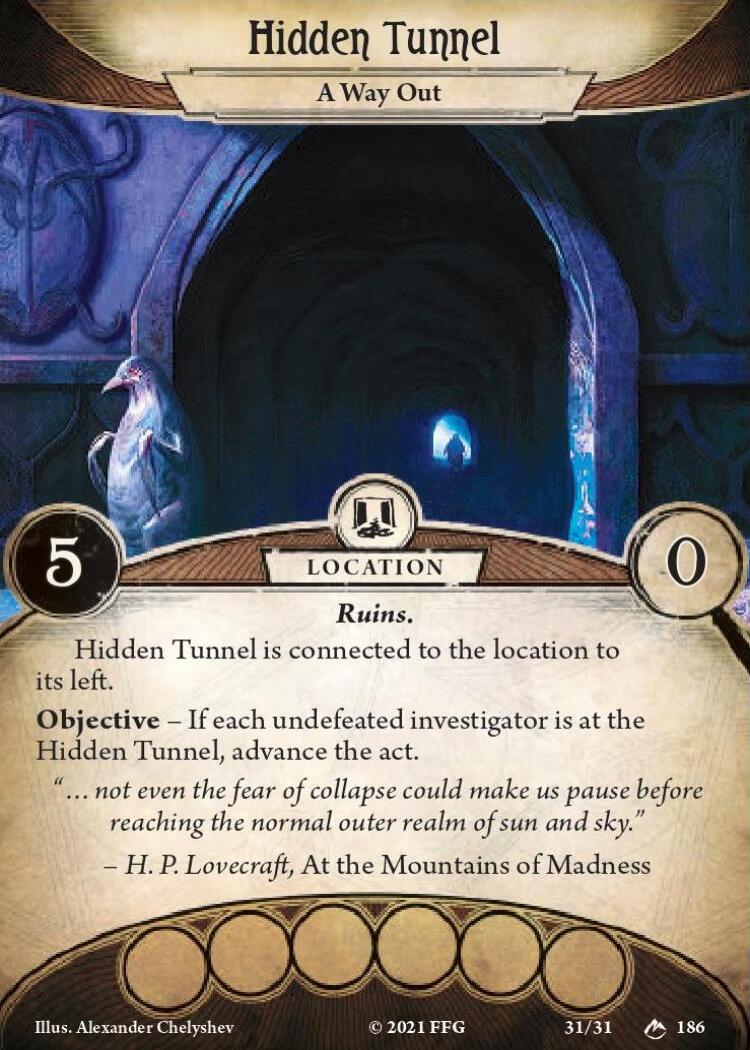 Hidden Tunnel
A Way Out
5
0
LOCATION
Ruins.
Hidden Tunnel is connected to the location to
its left.
Objective – If each undefeated investigator is at the
Hidden Tunnel, advance the act.
“… not even the fear of collapse could make us pause before
reaching the normal outer realm of sun and sky.”
– H. P. Lovecraft, At the Mountains of Madness
Illus. Alexander Chelyshev © 2021 FFG 31/31 186